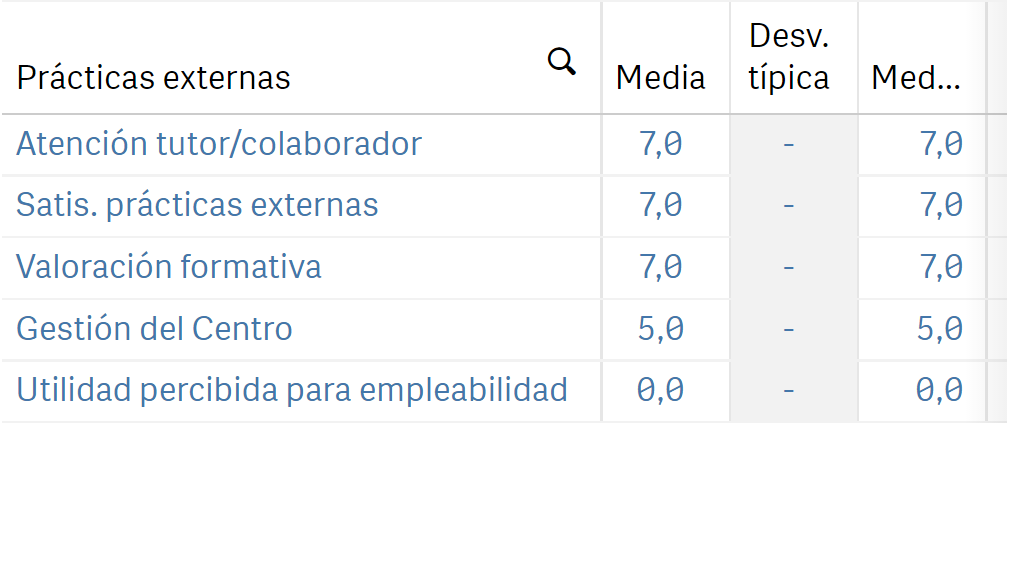 Prácticas externas Media Desv. típica Med...
Atención tutor/colaborador 7,0 - 7,0
Satis. prácticas externas 7,0 - 7,0
Valoración formativa 7,0 - 7,0
Gestión del Centro 5,0 - 5,0
Utilidad percibida para empleabilidad 0,0 - 0,0